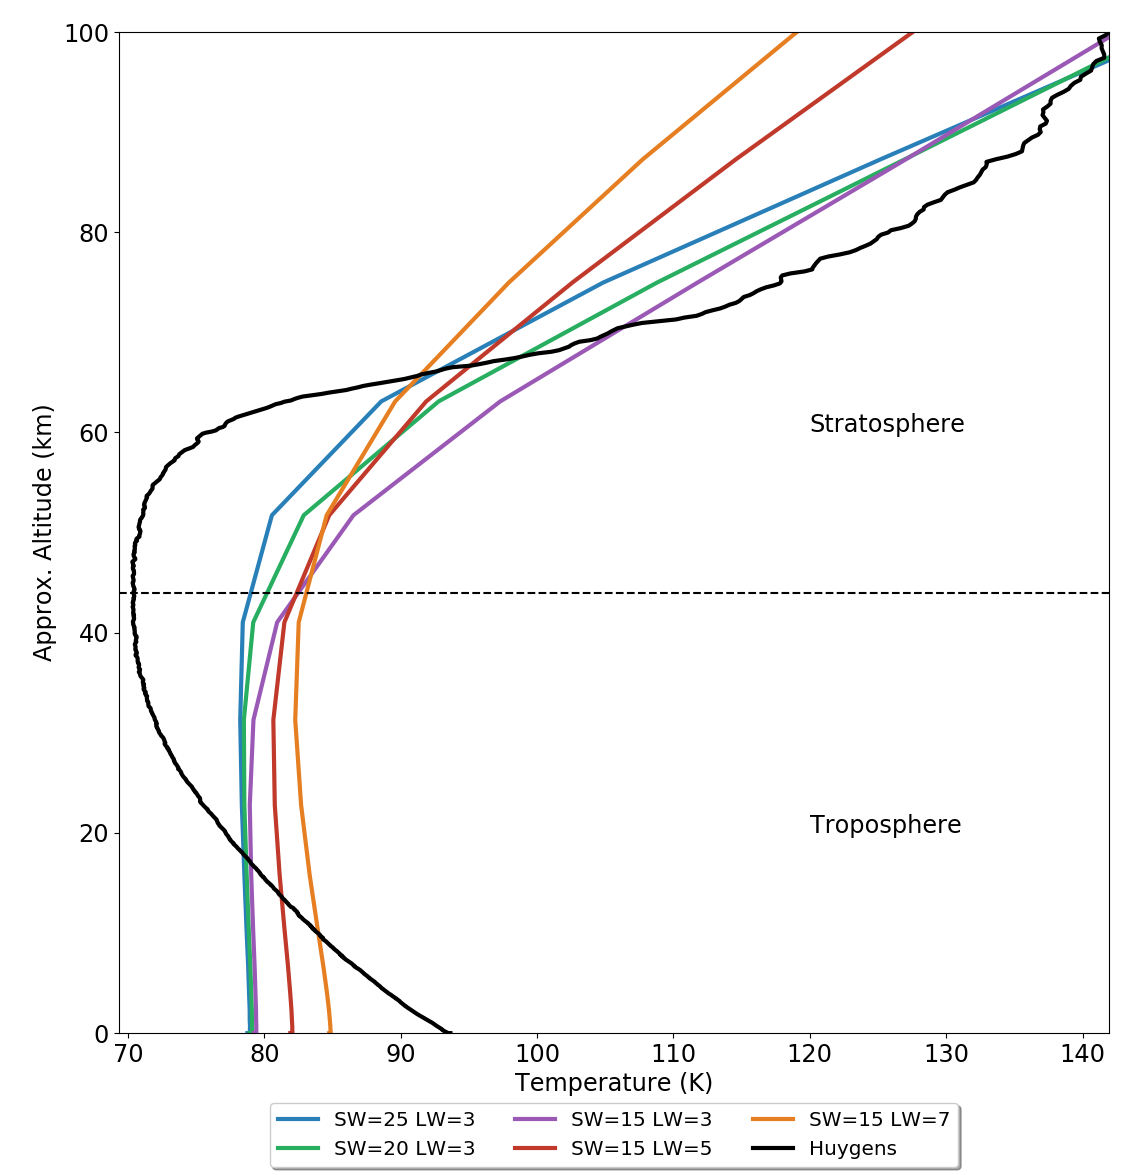 100
80
60
40
20
0
Approx. Altitude (km)
Stratosphere
Troposphere
70 80 90 100 110 120 130 140
Temperature (K)
SW=25 LW=3 SW=15 LW=3 SW=15 LW=7
SW=20 LW=3 SW=15 LW=5 Huygens